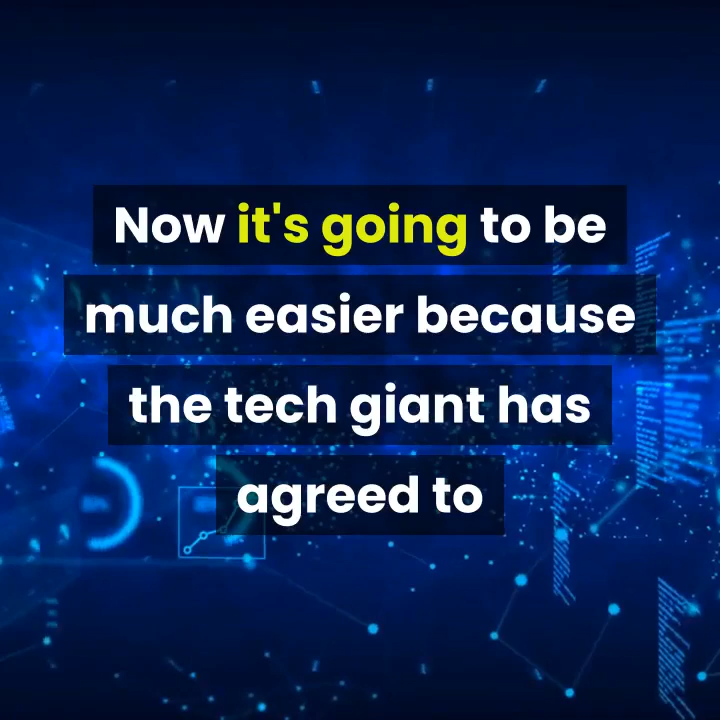 Now it's going to be
much easier because
the tech giant has
agreed to